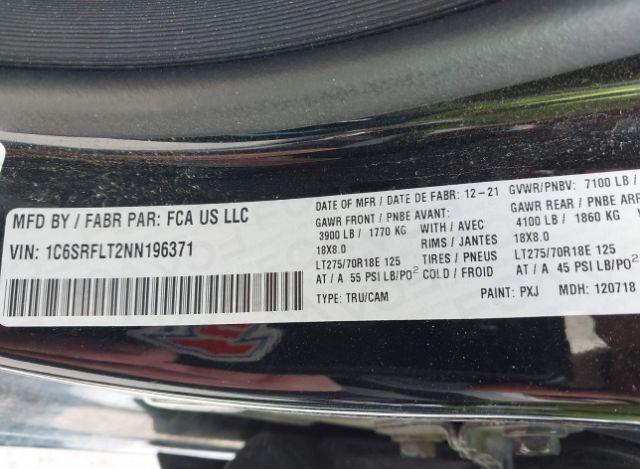 MFD BY / FABR PAR: FCA US LLC
VIN: 1C6SRFLT2NN196371
DATE OF MFR / DATE DE FABR: 12-21
GVWR/PNBV: 7100 LB /
GAWR FRONT / PNBE AVANT:
3900 LB / 1770 KG
18X8.0
LT275/70R18E 125
AT / A 55 PSI LB/PO²
TYPE: TRU/CAM
WITH / AVEC
RIMS / JANTES
TIRES / PNEUS
COLD / FROID
GAWR REAR / PNBE ARR
4100 LB / 1860 KG
18X8.0
LT275/70R18E 125
AT / A 45 PSI LB/PO²
PAINT: PXJ
MDH: 120718